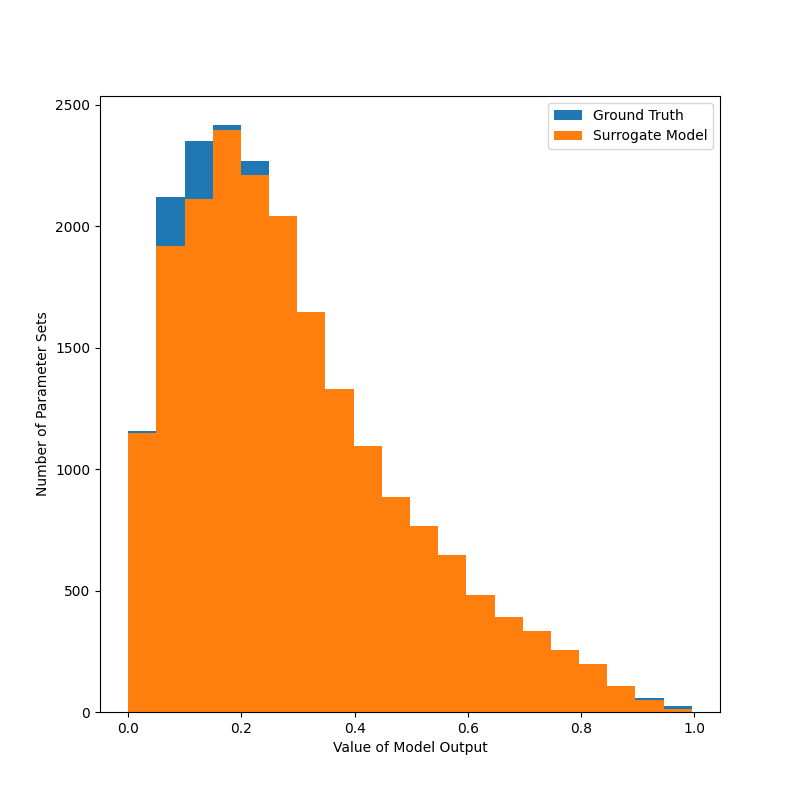 Ground Truth
Surrogate Model
2500
2000
1500
1000
500
0
Number of Parameter Sets
0.0 0.2 0.4 0.6 0.8 1.0
Value of Model Output